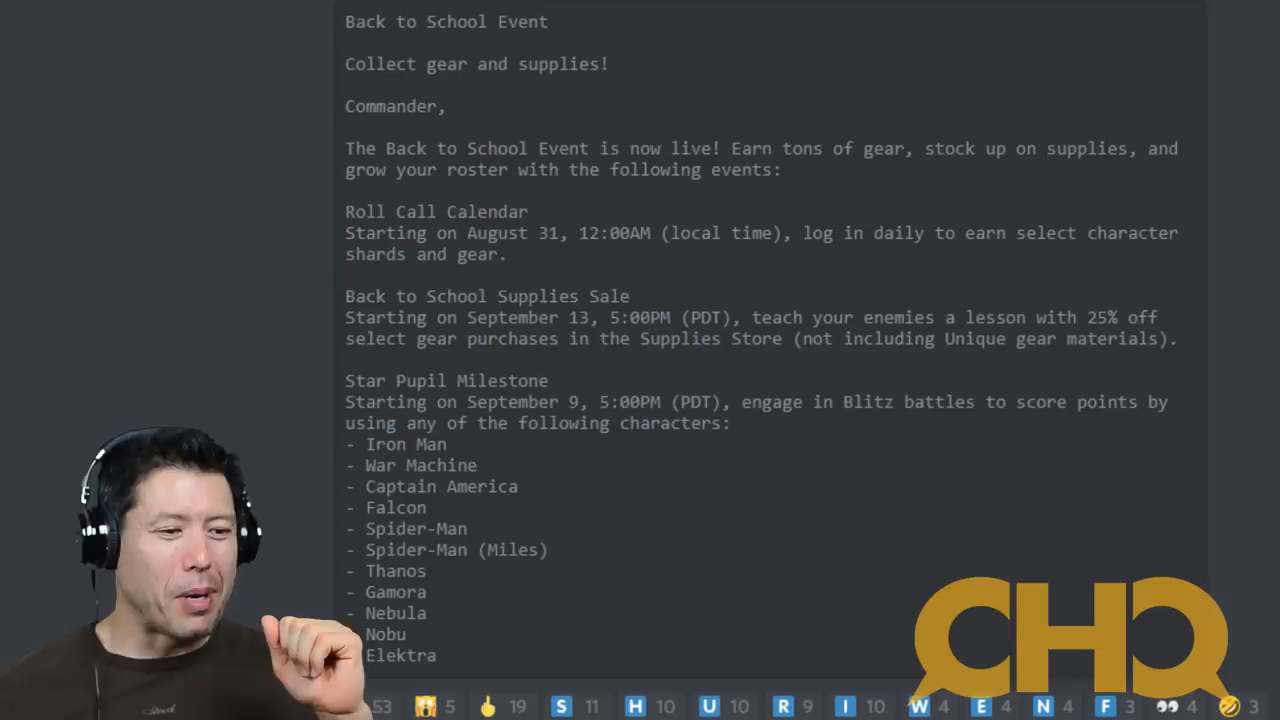 Back to School Event
Collect gear and supplies!
Commander,
The Back to School Event is now live! Earn tons of gear, stock up on supplies, and
grow your roster with the following events:
Roll Call Calendar
Starting on August 31, 12:00AM (local time), log in daily to earn select character
shards and gear.
Back to School Supplies Sale
Starting on September 13, 5:00PM (PDT), teach your enemies a lesson with 25% off
select gear purchases in the Supplies Store (not including Unique gear materials).
Star Pupil Milestone
Starting on September 9, 5:00PM (PDT), engage in Blitz battles to score points by
using any of the following characters:
- Iron Man
- War Machine
- Captain America
- Falcon
- Spider-Man
- Spider-Man (Miles)
- Thanos
- Gamora
- Nebula
Nobu
Elektra
CHQ
53 5 19 S 11 H 10 U 10 R 9 I 10 W 4 E 4 N 4 F 3 4 3